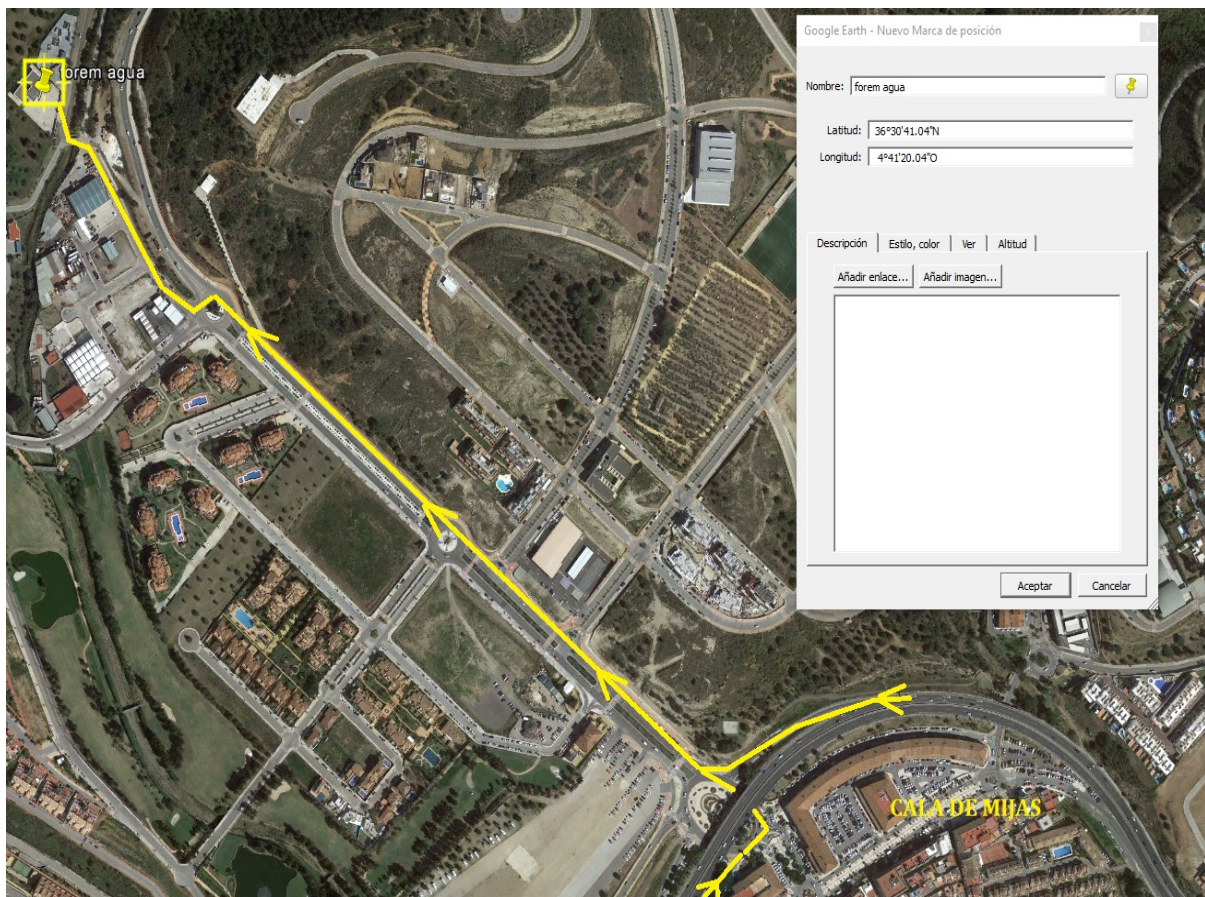 forem agua
Google Earth - Nuevo Marca de posición
Nombre: forem agua
Latitud: 36°30'41.04"N
Longitud: 4°41'20.04"O
Descripción Estilo, color Ver Altitud
Añadir enlace... Añadir imagen...
Aceptar Cancelar
CALA DE MIJAS